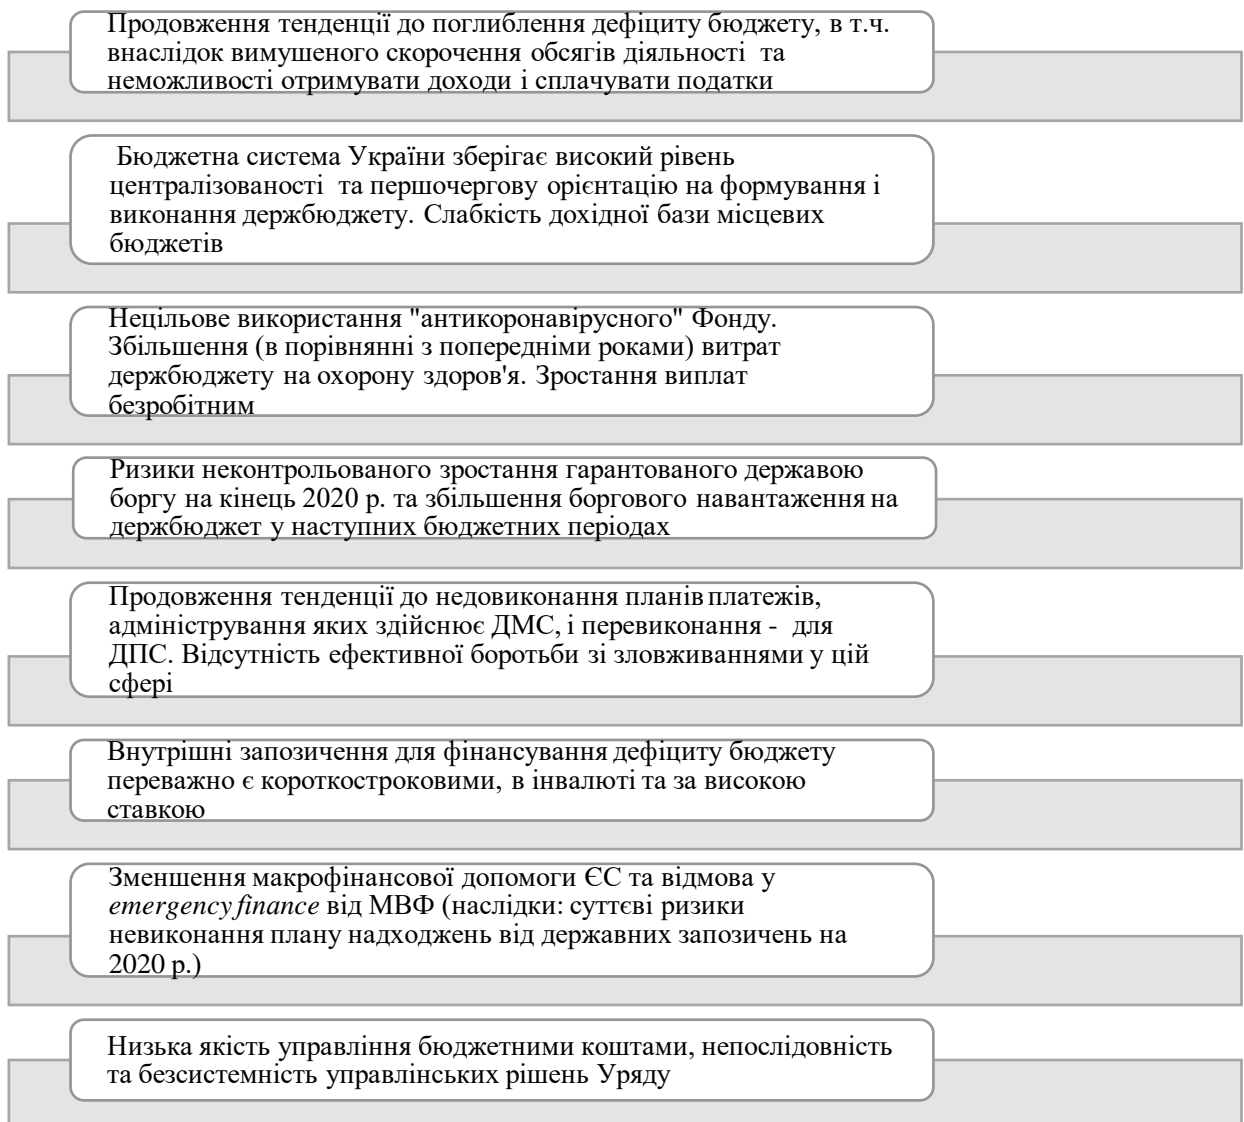 Продовження тенденції до поглиблення дефіциту бюджету, в т.ч.
внаслідок вимушеного скорочення обсягів діяльності та
неможливості отримувати доходи і сплачувати податки
Бюджетна система України зберігає високий рівень
централізованості та першочергову орієнтацію на формування і
виконання держбюджету. Слабкість дохідної бази місцевих
бюджетів
Нецільове використання "антикоронавірусного" Фонду.
Збільшення (в порівнянні з попередніми роками) витрат
держбюджету на охорону здоров'я. Зростання виплат
безробітним
Ризики неконтрольованого зростання гарантованого державою
боргу на кінець 2020 р. та збільшення боргового навантаження на
держбюджет у наступних бюджетних періодах
Продовження тенденції до недовиконання планів платежів,
адміністрування яких здійснює ДМС, і перевиконання - для
ДПС. Відсутність ефективної боротьби зі зловживаннями у цій
сфері
Внутрішні запозичення для фінансування дефіциту бюджету
переважно є короткостроковими, в інвалюті та за високою
ставкою
Зменшення макрофінансової допомоги ЄС та відмова у
emergency finance від МВФ (наслідки: суттєві ризики
невиконання плану надходжень від державних запозичень на
2020 р.)
Низька якість управління бюджетними коштами, непослідовність
та безсистемність управлінських рішень Уряду